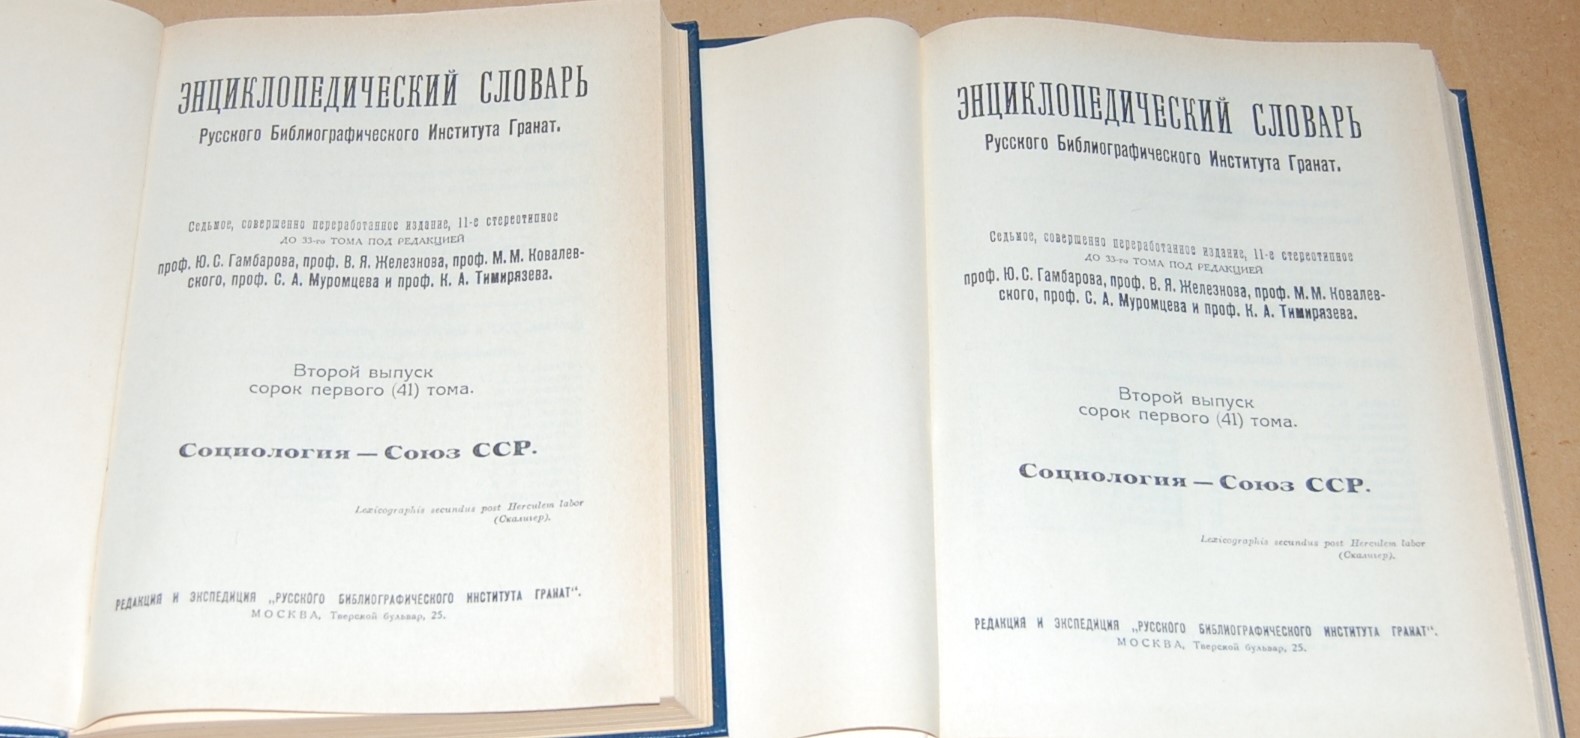 ЭНЦИКЛОПЕДИЧЕСКИЙ СЛОВАРЬ
Русского Библиографического Института Гранат.
Седьмое, совершенно переработанное издание, 11-е стереотипное
ДО 33-го ТОМА ПОД РЕДАКЦИЕЙ
проф. Ю. С. Гамбарова, проф. В. Я. Железнова, проф. М. М. Ковалев-
ского, проф. С. А. Муромцева и проф. К. А. Тимирязева.
Второй выпуск
сорок первого (41) тома.
Социология — Союз ССР.
Lexicographis secundus post Herculem labor
(Скалигер).
РЕДАКЦИЯ И ЭКСПЕДИЦИЯ „РУССКОГО БИБЛИОГРАФИЧЕСКОГО ИНСТИТУТА ГРАНАТ“.
МОСКВА, Тверской бульвар, 25.
ЭНЦИКЛОПЕДИЧЕСКИЙ СЛОВАРЬ
Русского Библиографического Института Гранат.
Седьмое, совершенно переработанное издание, 11-е стереотипное
ДО 33-го ТОМА ПОД РЕДАКЦИЕЙ
проф. Ю. С. Гамбарова, проф. В. Я. Железнова, проф. М. М. Ковалев-
ского, проф. С. А. Муромцева и проф. К. А. Тимирязева.
Второй выпуск
сорок первого (41) тома.
Социология — Союз ССР.
Lexicographis secundus post Herculem labor
(Скалигер).
РЕДАКЦИЯ И ЭКСПЕДИЦИЯ „РУССКОГО БИБЛИОГРАФИЧЕСКОГО ИНСТИТУТА ГРАНАТ“.
МОСКВА, Тверской бульвар, 25.